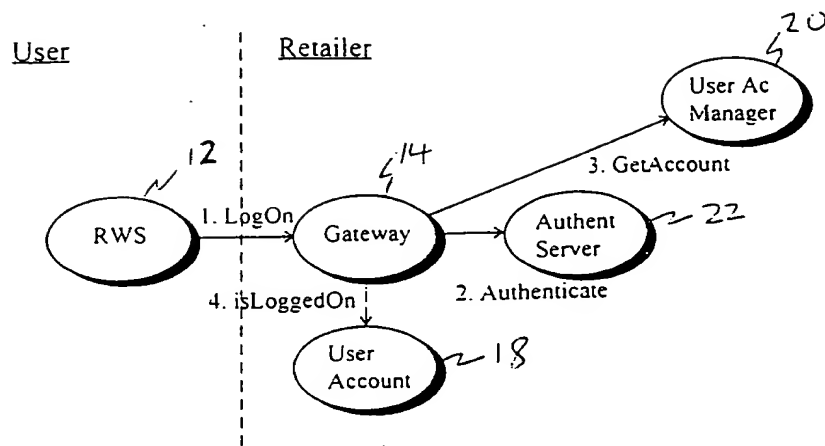 User
Retailer
20
User Ac
Manager
12
14
3. GetAccount
1. LogOn
RWS
Gateway
Authent
Server
22
2. Authenticate
4. isLoggedOn
User
Account
18